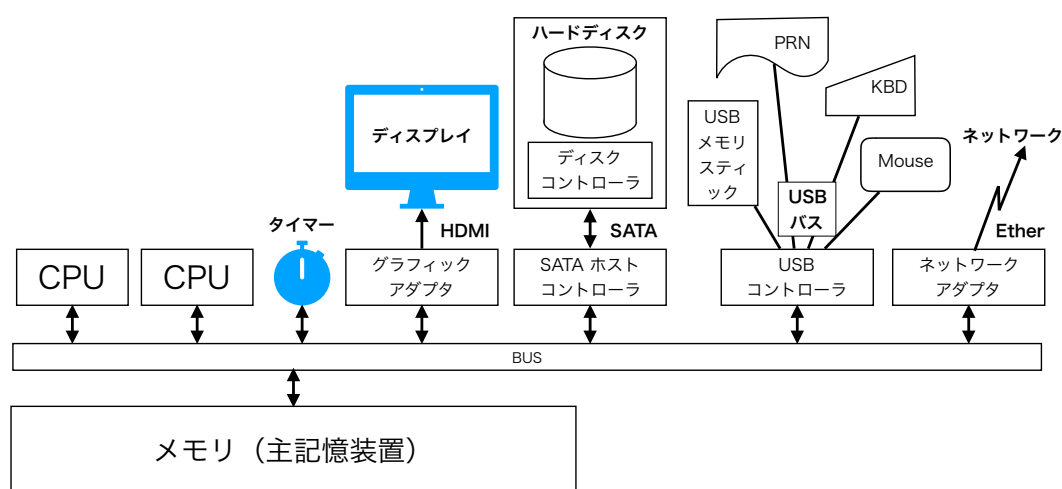 ハードディスク
PRN
KBD
ディスプレイ
USB
メモリ
スティ
ック
ネットワーク
ディスク
コントローラ
Mouse
USB
バス
タイマー
HDMI
SATA
Ether
CPU
CPU
グラフィック
アダプタ
SATA ホスト
コントローラ
USB
コントローラ
ネットワーク
アダプタ
BUS
メモリ（主記憶装置）